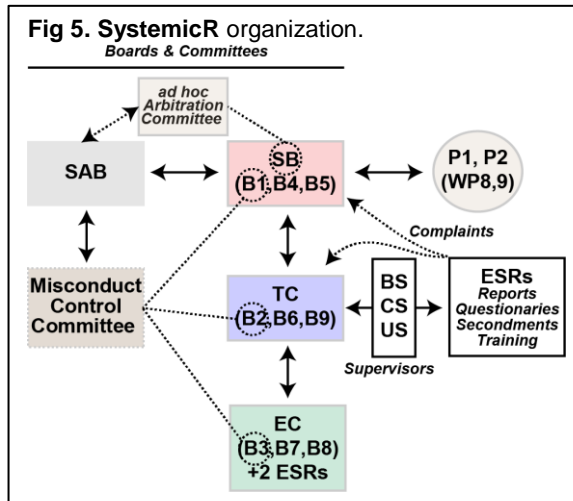 Fig 5. SystemicR organization.
Boards & Committees
ad hoc
Arbitration
Committee
SAB
SB
(B1,B4,B5)
P1, P2
(WP8,9)
Complaints
Misconduct
Control
Committee
TC
(B2,B6,B9)
BS
CS
US
Supervisors
ESRs
Reports
Questionaries
Secondments
Training
EC
(B3,B7,B8)
+2 ESRs